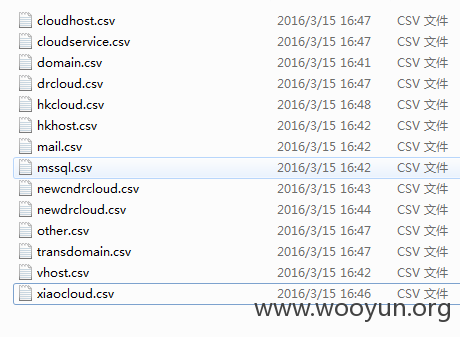 cloudhost.csv 2016/3/15 16:47 CSV 文件
cloudservice.csv 2016/3/15 16:47 CSV 文件
domain.csv 2016/3/15 16:41 CSV 文件
drcloud.csv 2016/3/15 16:47 CSV 文件
hkcloud.csv 2016/3/15 16:48 CSV 文件
hkhost.csv 2016/3/15 16:42 CSV 文件
mail.csv 2016/3/15 16:42 CSV 文件
mssql.csv 2016/3/15 16:42 CSV 文件
newcndrcloud.csv 2016/3/15 16:43 CSV 文件
newdrcloud.csv 2016/3/15 16:44 CSV 文件
other.csv 2016/3/15 16:47 CSV 文件
transdomain.csv 2016/3/15 16:47 CSV 文件
vhost.csv 2016/3/15 16:42 CSV 文件
xiaocloud.csv 2016/3/15 16:46 CSV 文件
www.wooyun.org